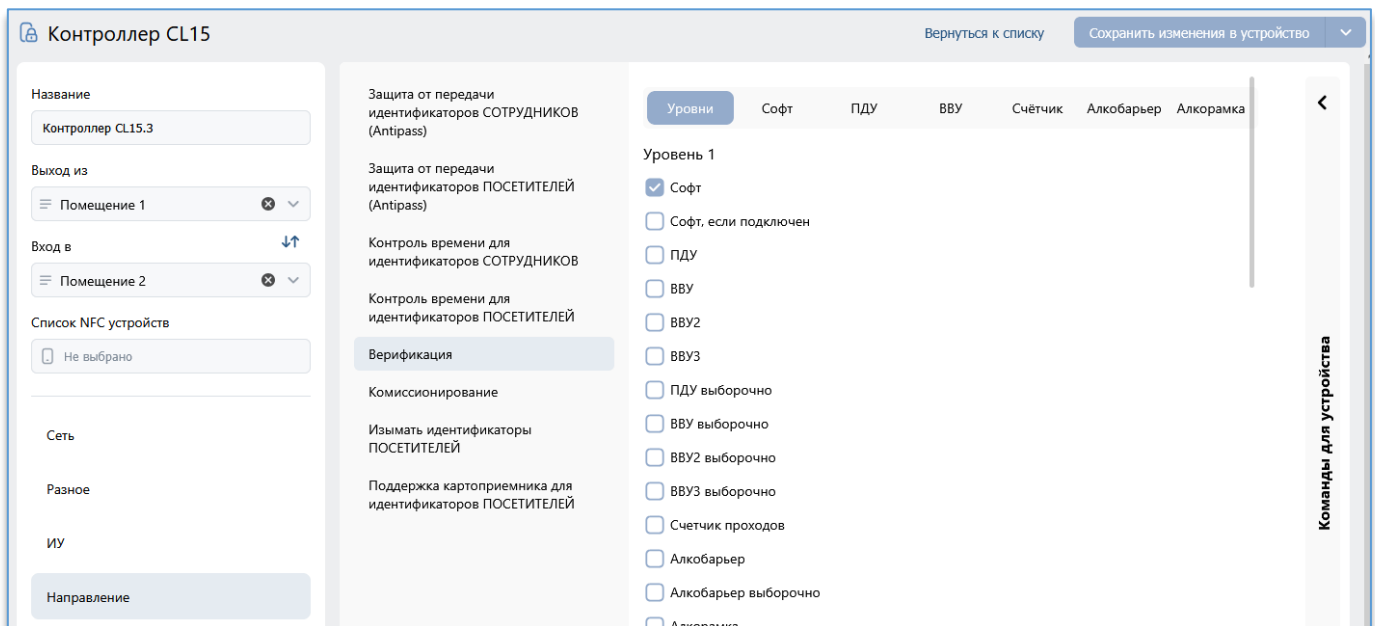 Контроллер CL15
Вернуться к списку
Сохранить изменения в устройство
Название
Контроллер CL15.3
Выход из
Помещение 1
Вход в
Помещение 2
Список NFC устройств
Не выбрано
Сеть
Разное
ИУ
Направление
Защита от передачи
идентификаторов СОТРУДНИКОВ
(Antipass)
Защита от передачи
идентификаторов ПОСЕТИТЕЛЕЙ
(Antipass)
Контроль времени для
идентификаторов СОТРУДНИКОВ
Контроль времени для
идентификаторов ПОСЕТИТЕЛЕЙ
Верификация
Комиссионирование
Изымать идентификаторы
ПОСЕТИТЕЛЕЙ
Поддержка картоприемника для
идентификаторов ПОСЕТИТЕЛЕЙ
Уровни Софт ПДУ ВВУ Счётчик Алкобарьер Алкорамка
Уровень 1
Софт
Софт, если подключен
ПДУ
ВВУ
ВВУ2
ВВУ3
ПДУ выборочно
ВВУ выборочно
ВВУ2 выборочно
ВВУ3 выборочно
Счетчик проходов
Алкобарьер
Алкобарьер выборочно
Алкорамка
Команды для устройства